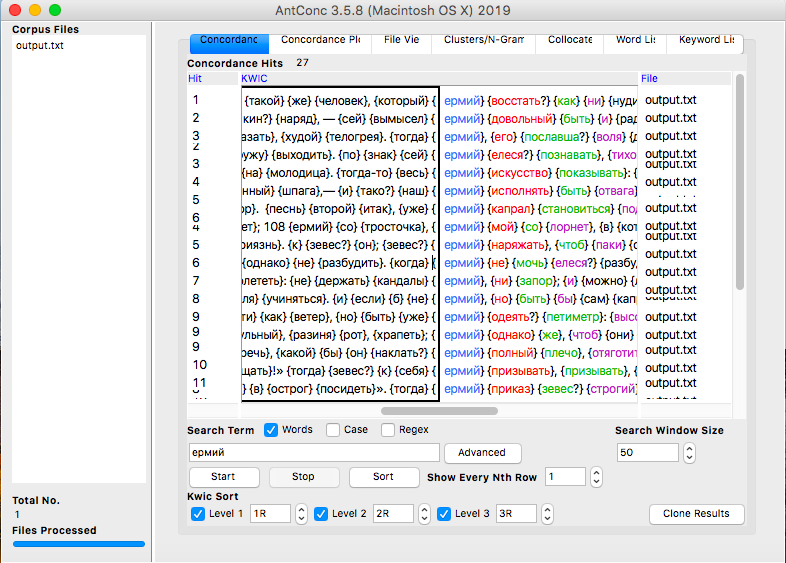 AntConc 3.5.8 (Macintosh OS X) 2019
Corpus Files
output.txt
Concordanc Concordance Plo File Vie Clusters/N-Gram Collocate Word Lis Keyword Lis
Concordance Hits 27
Hit KWIC File
1 {такой} {же} {человек}, {который} { ермий} {восстать?} {как} {ни} {нуди output.txt
2 кин?} {наряд}, — {сей} {вымысел} { ермий} {довольный} {быть} {и} {рад output.txt
3 азать}, {худой} {телогрея}. {тогда} { ермий}, {его} {пославша?} {воля} { output.txt
2
3 ружу} {выходить}. {по} {знак} {сей} { ермий} {елеся?} {познавать}, {тихо output.txt
{на} {молодица}. {тогда-то} {весь} { ермий} {искусство} {показывать}: { output.txt
4 нный} {шпага},— {и} {тако?} {наш} { ермий} {исполнять} {быть} {отвага} output.txt
5 ор}. {песнь} {второй} {итак}, {уже} { ермий} {капрал} {становиться} {под output.txt
6
4 ет}; 108 {ермий} {со} {тросточка}, { ермий} {мой} {со} {лорнет}, {в} {кот output.txt
output.txt
5 риязнь}. {к} {зевес?} {он}; {зевес?} { ермий} {наряжать}, {чтоб} {паки} { output.txt
6 {однако} {не} {разбудить}. {когда} { ермий} {не} {мочь} {елеся?} {разбу output.txt
7 олететь}: {не} {держать} {кандалы} { ермий}, {ни} {запор}; {и} {можно} { output.txt
8 ля} {учиняться}. {и} {если} {б} {не} { ермий}, {но} {быть} {бы} {сам} {кап output.txt
9 ти} {как} {ветер}, {но} {быть} {уже} { ермий} {одеять?} {петиметр}: {высо output.txt
9 ульный}, {разиня} {рот}, {храпеть}; { ермий} {однако} {же}, {чтоб} {они} output.txt
9 речь}, {какой} {бы} {он} {наклать?} { ермий} {полный} {плечо}, {отяготит output.txt
10 щать}!» {тогда} {зевес?} {к} {себя} { ермий} {призывать}, {призывать}, { output.txt
11 } {в} {острог} {посидеть}». {тогда} { ермий} {приказ} {зевес?} {строгий} output.txt
Search Term Words Case Regex Search Window Size
ермий Advanced 50
Start Stop Sort Show Every Nth Row 1
Kwic Sort
Level 1 1R Level 2 2R Level 3 3R Clone Results
Total No.
1
Files Processed